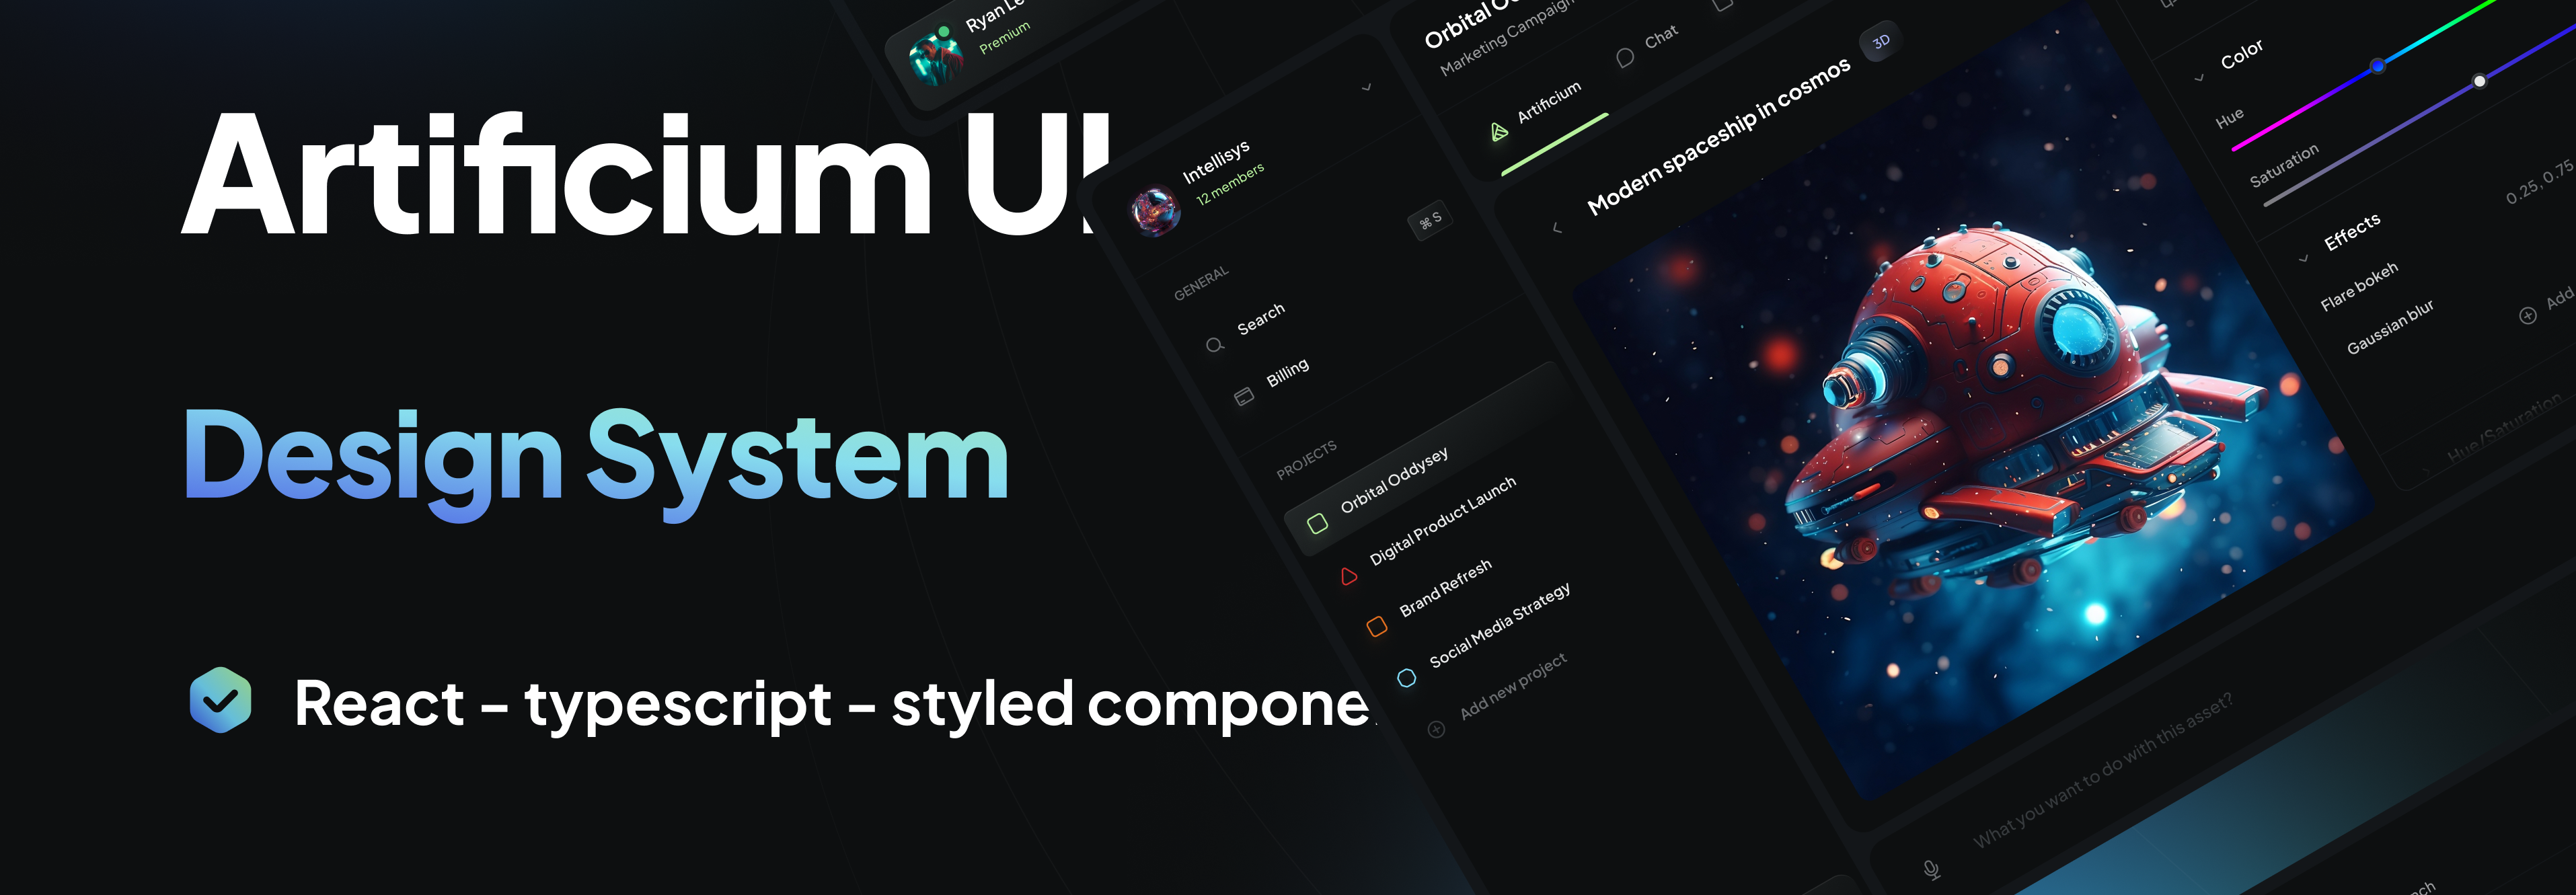 Artificium UI
Design System
React – typescript – styled compone
Ryan Le
Premium
Intellisys
12 members
⌘ S
GENERAL
Search
Billing
PROJECTS
Orbital Oddysey
Digital Product Launch
Brand Refresh
Social Media Strategy
Add new project
Orbital O
Marketing Campaign
Artificium
Chat
Modern spaceship in cosmos
3D
What you want to do with this asset?
Color
Hue
Saturation
0.25, 0.75
Effects
Flare bokeh
Gaussian blur
Add
Hue/Saturation